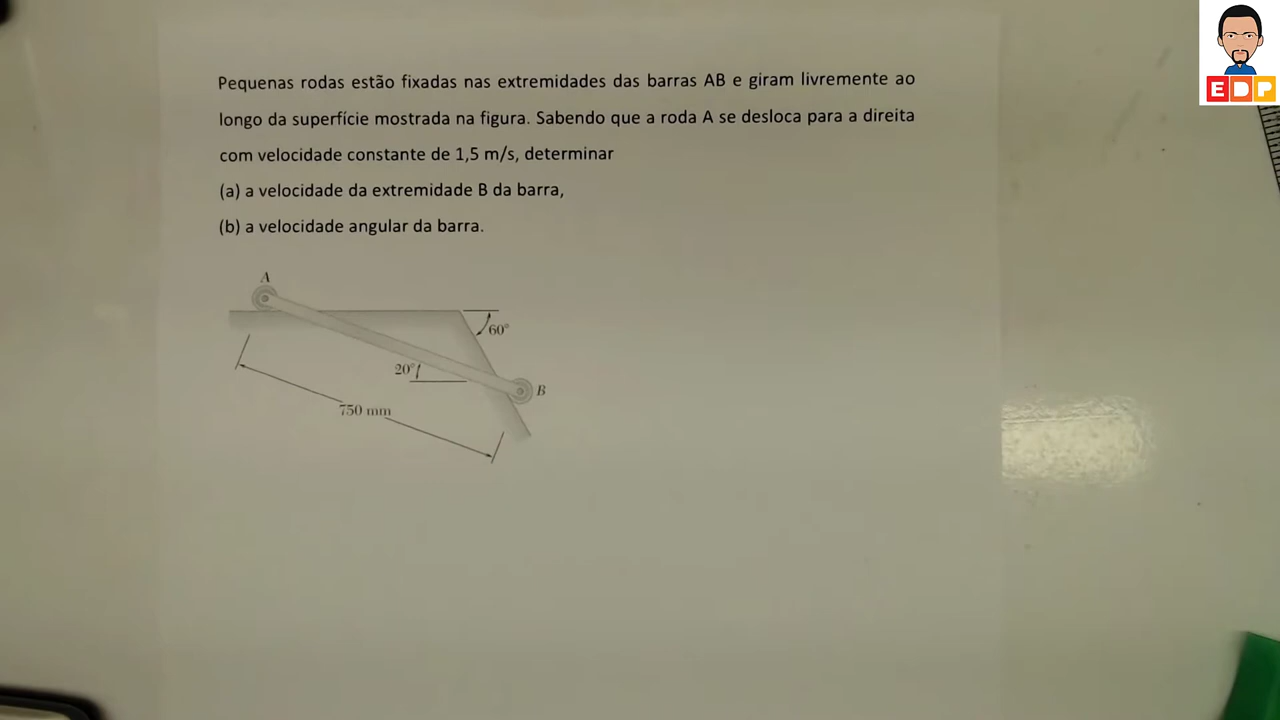 EDP
Pequenas rodas estão fixadas nas extremidades das barras AB e giram livremente ao
longo da superfície mostrada na figura. Sabendo que a roda A se desloca para a direita
com velocidade constante de 1,5 m/s, determinar
(a) a velocidade da extremidade B da barra,
(b) a velocidade angular da barra.
A
60°
20°
B
750 mm